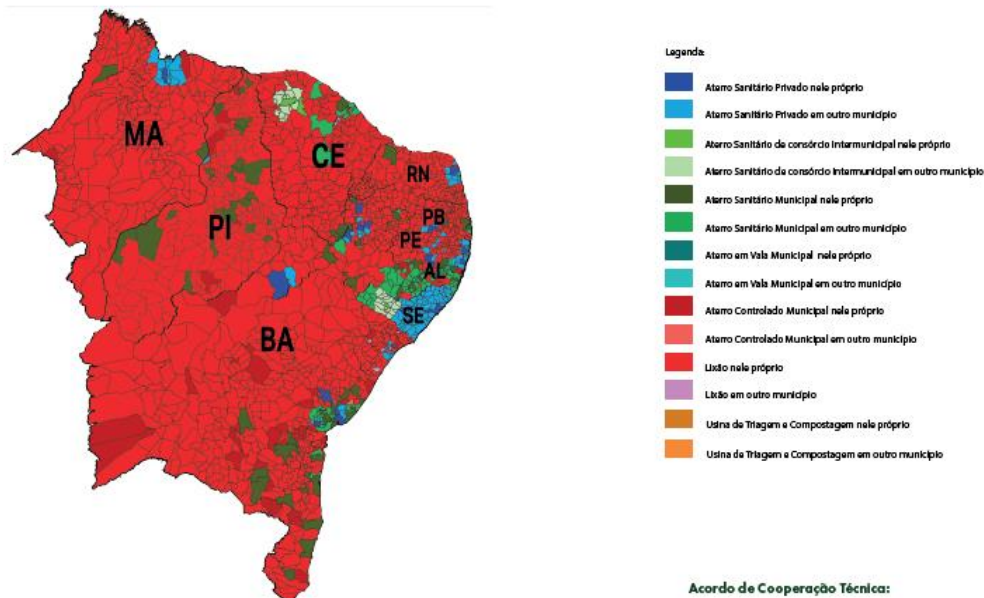 MA
CE
RN
PI
PB
PE
AL
SE
BA
Legenda:
Aterro Sanitário Privado nele próprio
Aterro Sanitário Privado em outro município
Aterro Sanitário de consórcio intermunicipal nele próprio
Aterro Sanitário de consórcio intermunicipal em outro município
Aterro Sanitário Municipal nele próprio
Aterro Sanitário Municipal em outro município
Aterro em Vala Municipal nele próprio
Aterro em Vala Municipal em outro município
Aterro Controlado Municipal nele próprio
Aterro Controlado Municipal em outro município
Lixão nele próprio
Lixão em outro município
Usina de Triagem e Compostagem nele próprio
Usina de Triagem e Compostagem em outro município
Acordo de Cooperação Técnica: